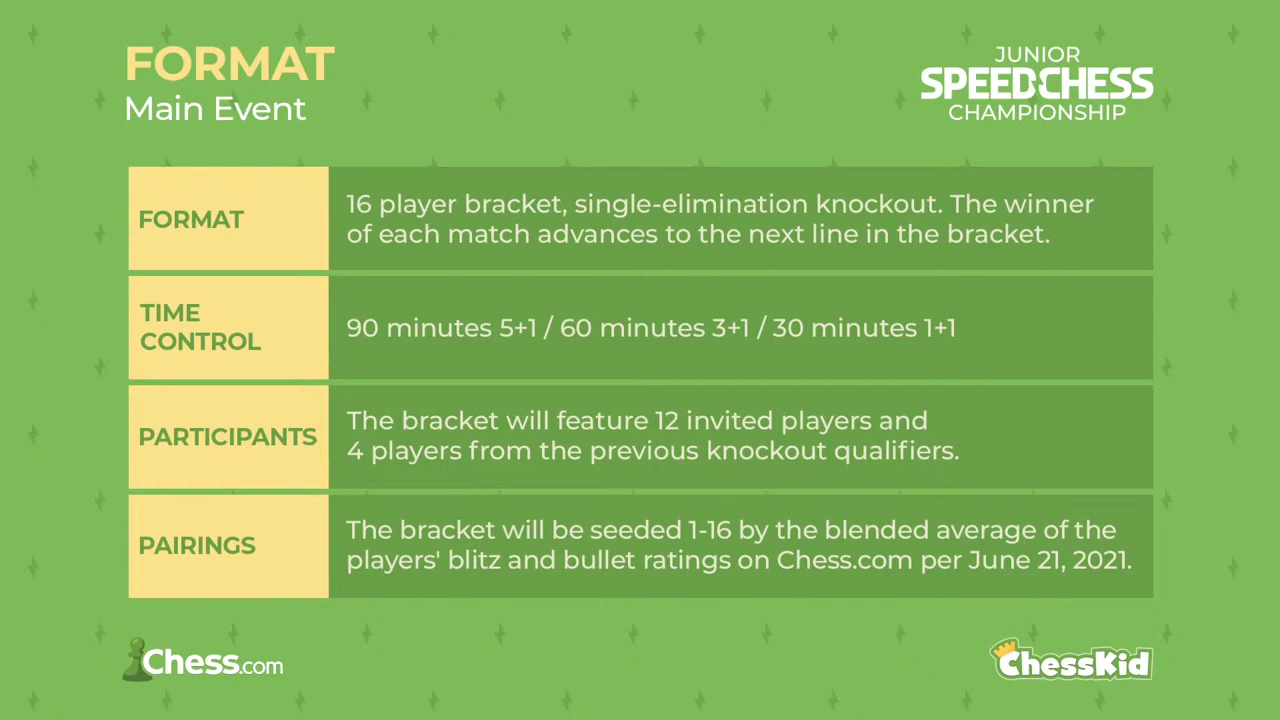 FORMAT
Main Event
JUNIOR
SPEEDCHESS
CHAMPIONSHIP
FORMAT
16 player bracket, single-elimination knockout. The winner
of each match advances to the next line in the bracket.
TIME
CONTROL
90 minutes 5+1 / 60 minutes 3+1 / 30 minutes 1+1
PARTICIPANTS
The bracket will feature 12 invited players and
4 players from the previous knockout qualifiers.
PAIRINGS
The bracket will be seeded 1-16 by the blended average of the
players' blitz and bullet ratings on Chess.com per June 21, 2021.
Chess.com
ChessKid